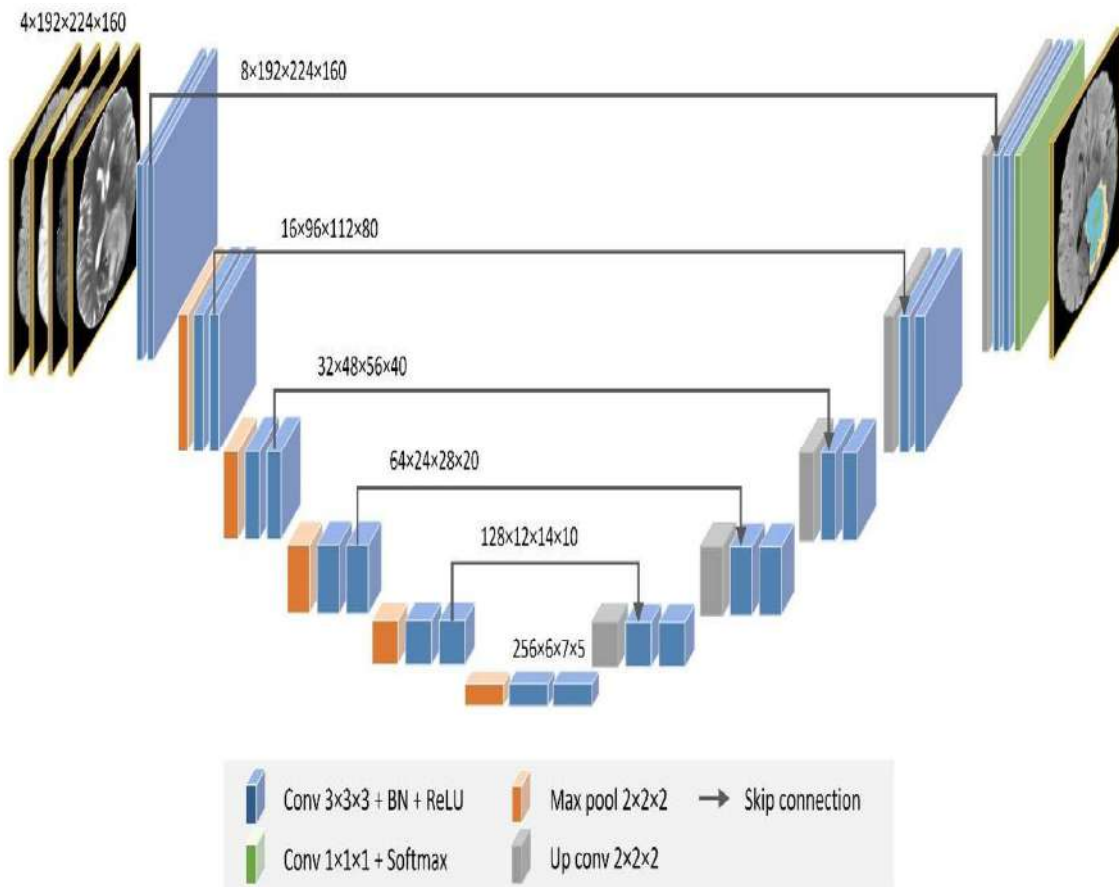 4×192×224×160
8×192×224×160
16×96×112×80
32×48×56×40
64×24×28×20
128×12×14×10
256×6×7×5
Conv 3×3×3 + BN + ReLU
Max pool 2×2×2
Skip connection
Conv 1×1×1 + Softmax
Up conv 2×2×2